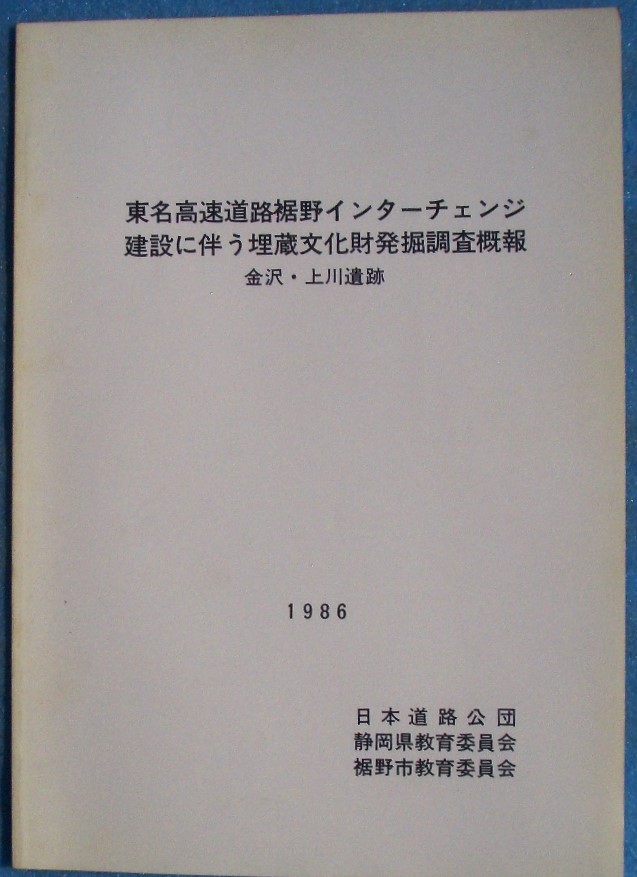 東名高速道路裾野インターチェンジ
建設に伴う埋蔵文化財発掘調査概報
金沢・上川遺跡
1986
日本道路公団
静岡県教育委員会
裾野市教育委員会